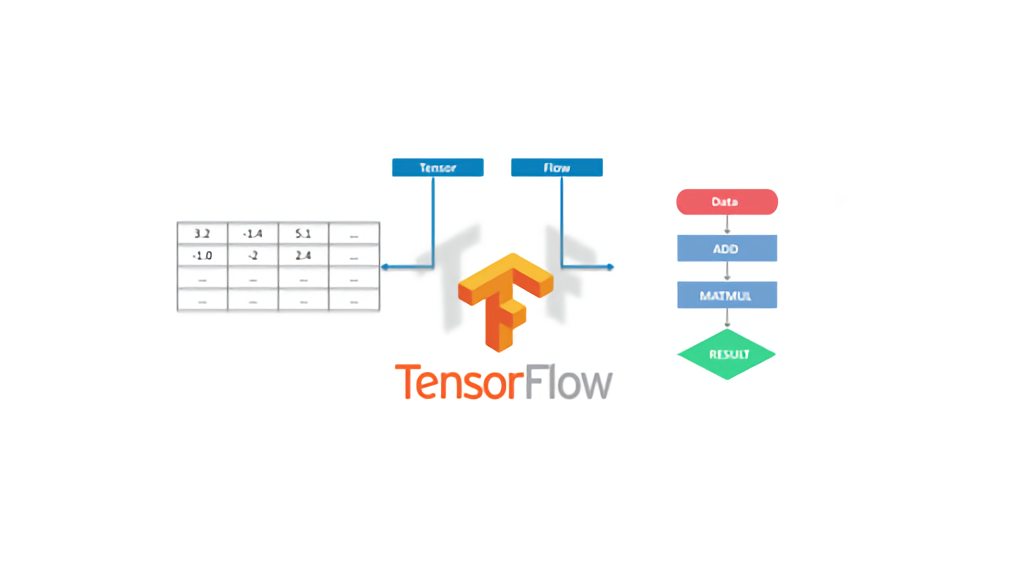 Tensor Flow
3.2 -1.4 5.1 ...
-1.0 -2 2.4 ...
... ... ... ...
... ... ... ...
TensorFlow
Data
ADD
MATMUL
RESULT